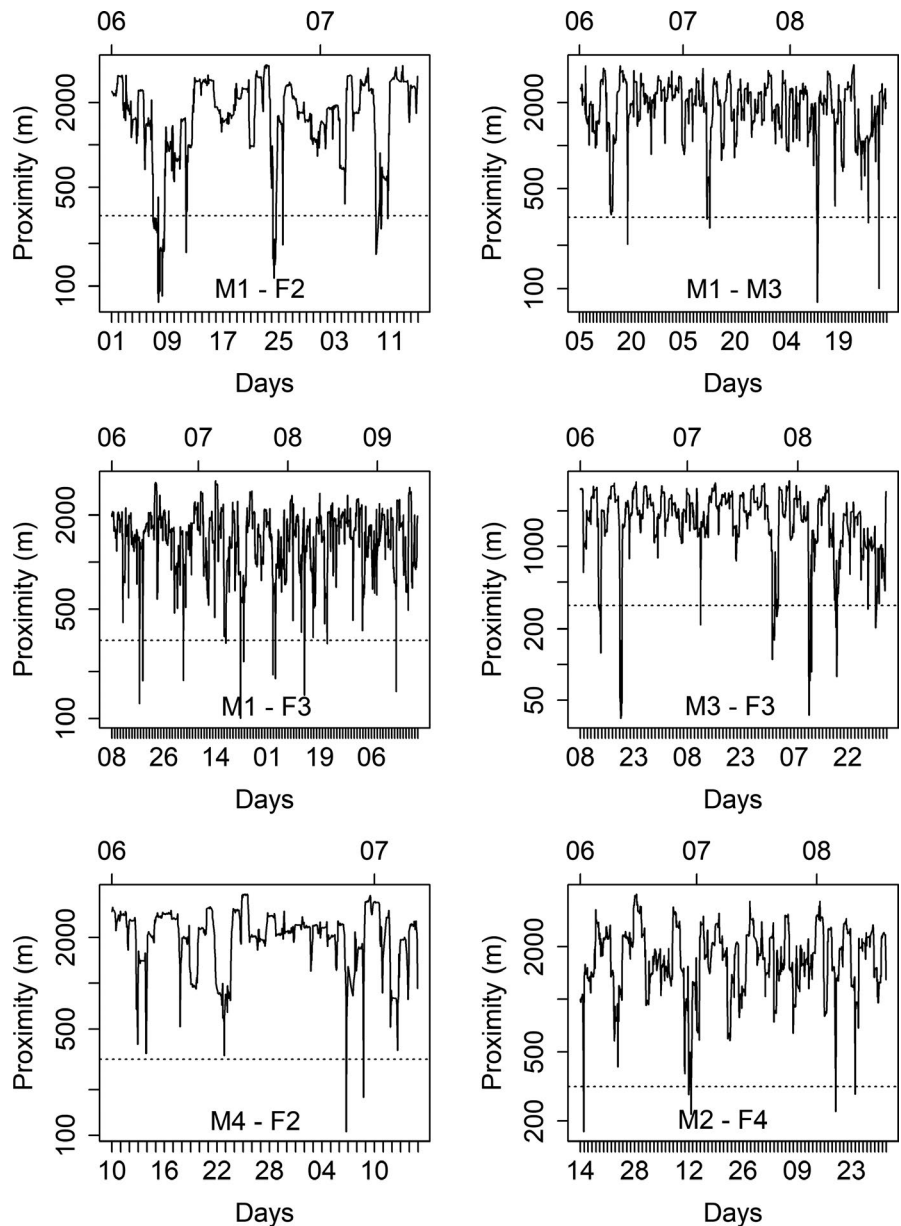 06 07
Proximity (m)
2000
500
100
M1 - F2
01 09 17 25 03 11
Days
06 07 08
Proximity (m)
2000
500
100
M1 - M3
05 20 05 20 04 19
Days
06 07 08 09
Proximity (m)
2000
500
100
M1 - F3
08 26 14 01 19 06
Days
06 07 08
Proximity (m)
1000
200
50
M3 - F3
08 23 08 23 07 22
Days
06 07
Proximity (m)
2000
500
100
M4 - F2
10 16 22 28 04 10
Days
06 07 08
Proximity (m)
2000
500
200
M2 - F4
14 28 12 26 09 23
Days